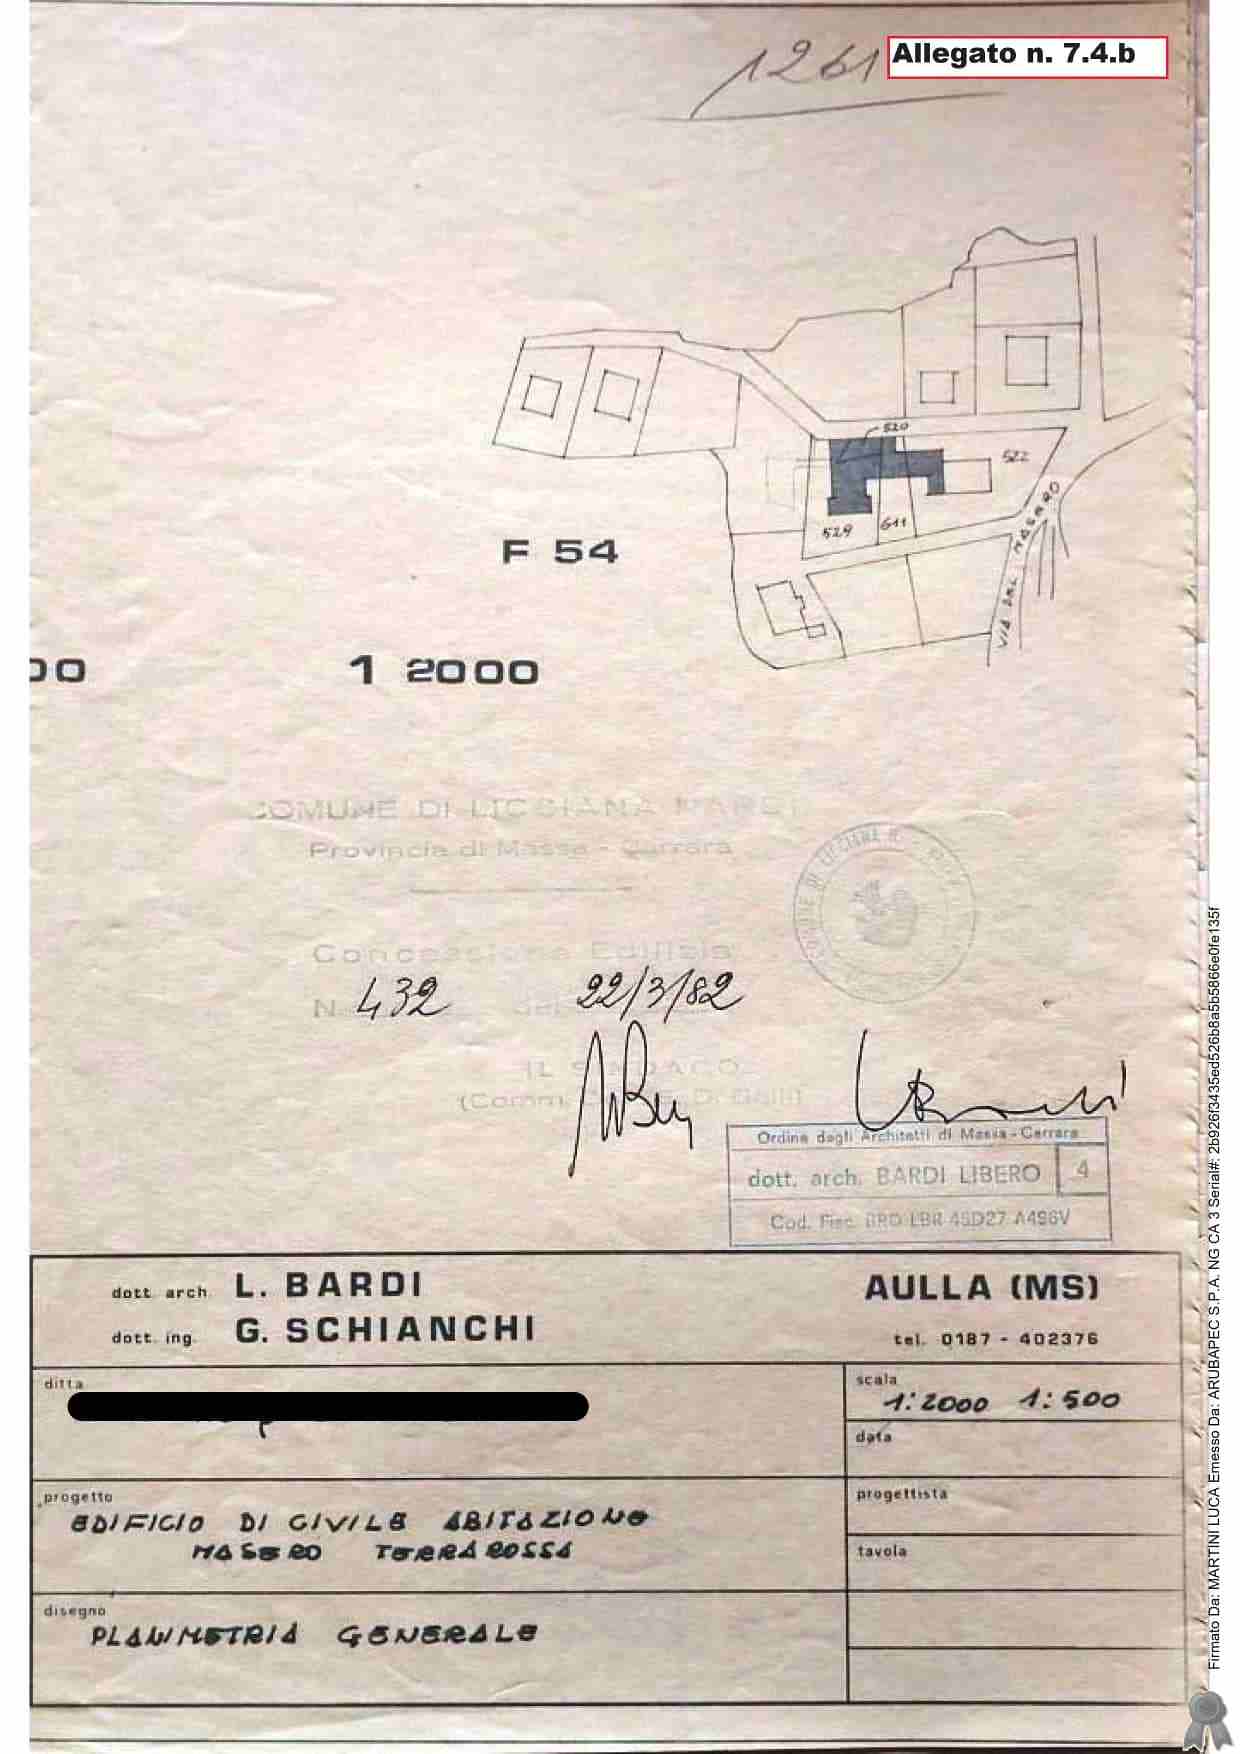 1261
Allegato n. 7.4.b
520
522
529
611
VIA DEL MASERO
F 54
00
1 2000
COMUNE DI LICCIANA NARDI
Provincia di Massa - Carrara
Concessione Edilizia
N. 432 del 22/3/82
IL SINDACO
(Comm.
COMUNE DI LICCIANA N.
Ordine degli Architetti di Massa - Carrara
dott. arch. BARDI LIBERO 4
Cod. Fisc. BRD LBR 45D27 A496V
dott. arch. L. BARDI
dott. ing. G. SCHIANCHI
AULLA (MS)
tel. 0187 - 402376
ditta
scala
1:2000 1:500
data
progetto
EDIFICIO DI CIVILE ABITAZIONE
MASERO TERRAROSSA
progettista
tavola
disegno
PLANIMETRIA GENERALE
Firmato Da: MARTINI LUCA Emesso Da: ARUBAPEC S.P.A. NG CA 3 Serial#: 2b926f3435ed526b8a5b5866e0fe135f